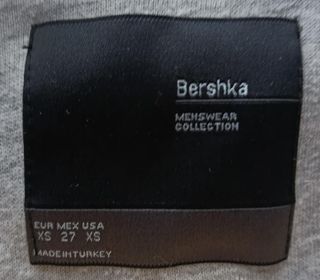 Bershka
MENSWEAR
COLLECTION
EUR MEX USA
XS 27 XS
MADE IN TURKEY